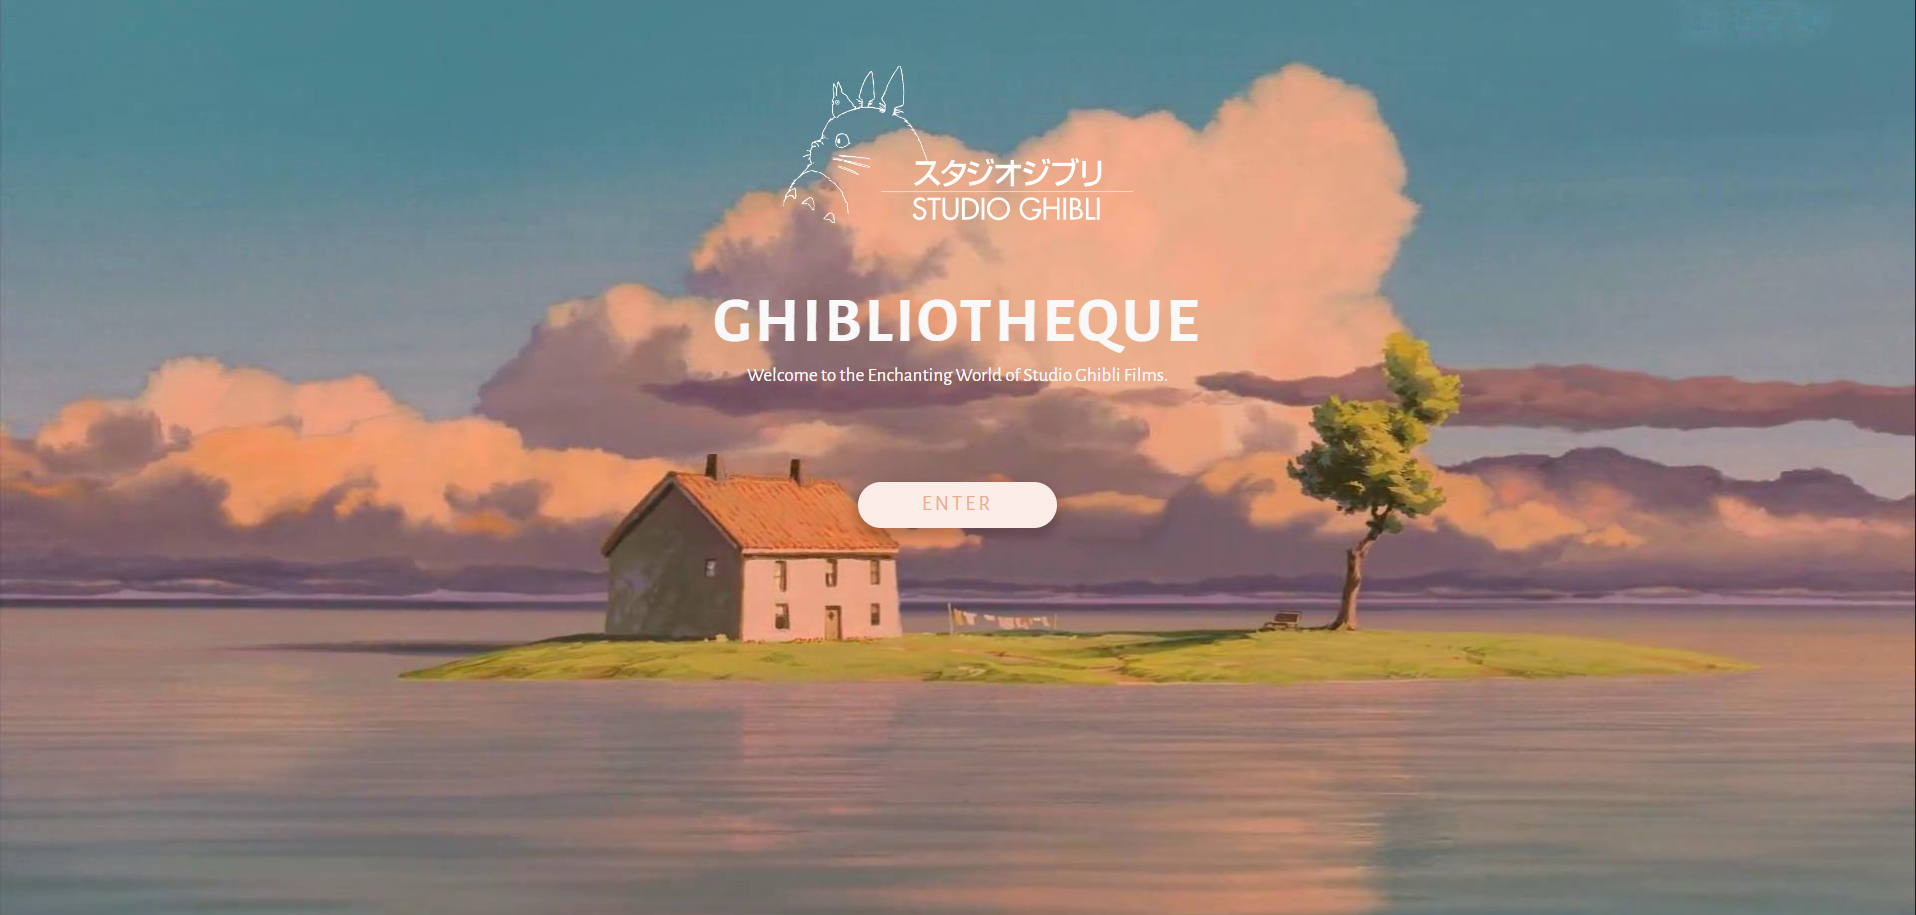 スタジオジブリ
STUDIO GHIBLI
GHIBLIOTHEQUE
Welcome to the Enchanting World of Studio Ghibli Films.
ENTER